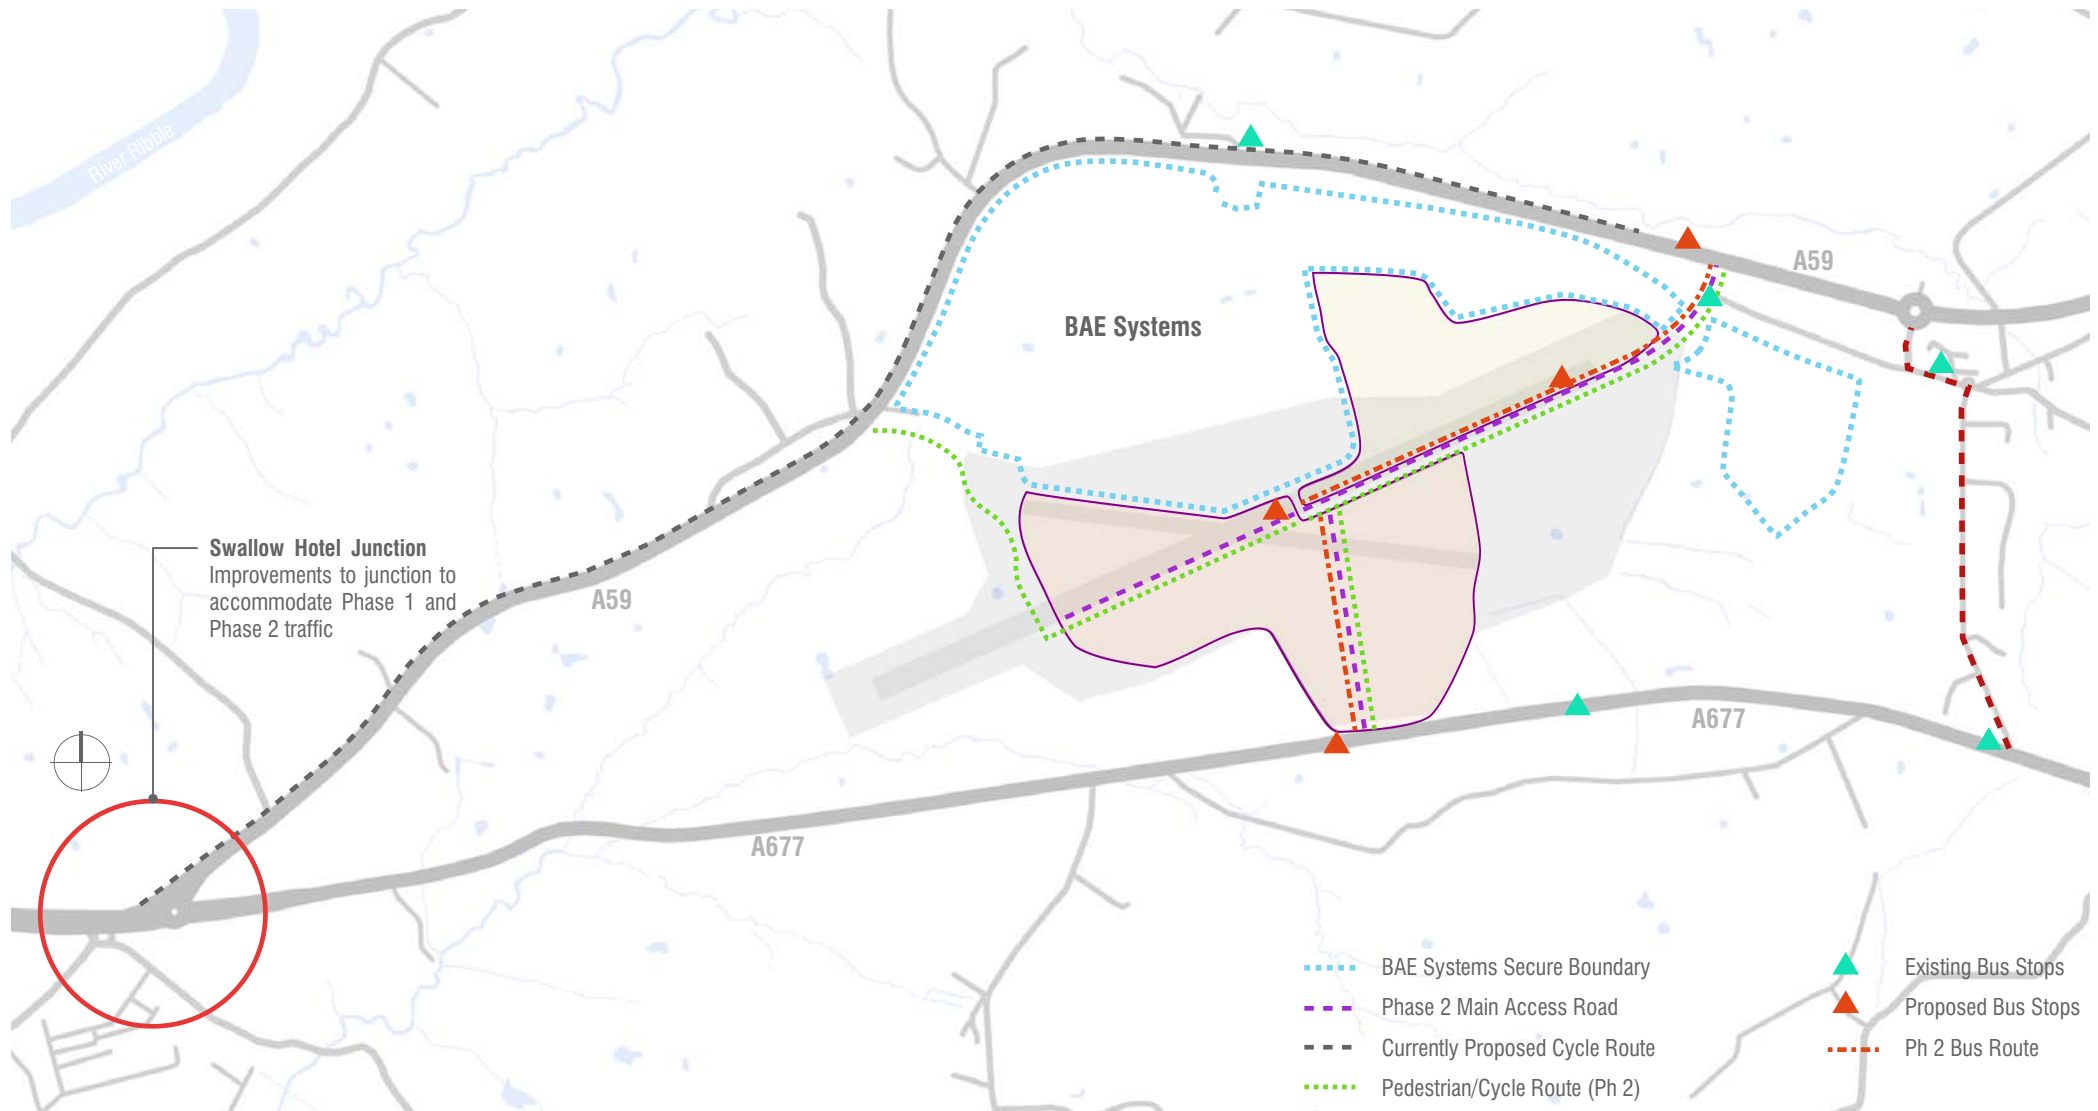 River Ribble
A59
BAE Systems
Swallow Hotel Junction
Improvements to junction to
accommodate Phase 1 and
Phase 2 traffic
A59
A677
A677
BAE Systems Secure Boundary
Phase 2 Main Access Road
Currently Proposed Cycle Route
Pedestrian/Cycle Route (Ph 2)
Existing Bus Stops
Proposed Bus Stops
Ph 2 Bus Route